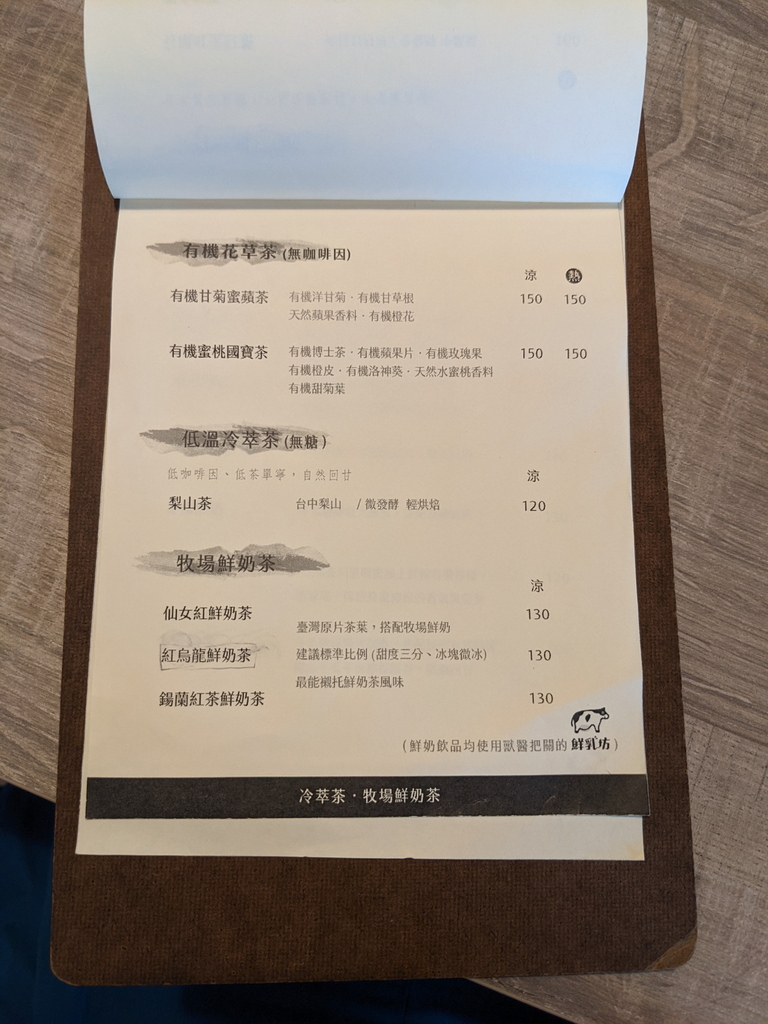 有機花草茶 (無咖啡因)
涼 熱
有機甘菊蜜蘋茶 有機洋甘菊．有機甘草根 150 150
天然蘋果香料．有機橙花
有機蜜桃國寶茶 有機博士茶．有機蘋果片．有機玫瑰果 150 150
有機橙皮．有機洛神葵．天然水蜜桃香料
有機甜菊葉
低溫冷萃茶 (無糖)
低咖啡因、低茶單寧，自然回甘 涼
梨山茶 台中梨山 / 微發酵 輕烘焙 120
牧場鮮奶茶
涼
仙女紅鮮奶茶 130
臺灣原片茶葉，搭配牧場鮮奶
紅烏龍鮮奶茶 建議標準比例 (甜度三分、冰塊微冰) 130
最能襯托鮮奶茶風味
錫蘭紅茶鮮奶茶 130
(鮮奶飲品均使用獸醫把關的 鮮乳坊)
冷萃茶．牧場鮮奶茶